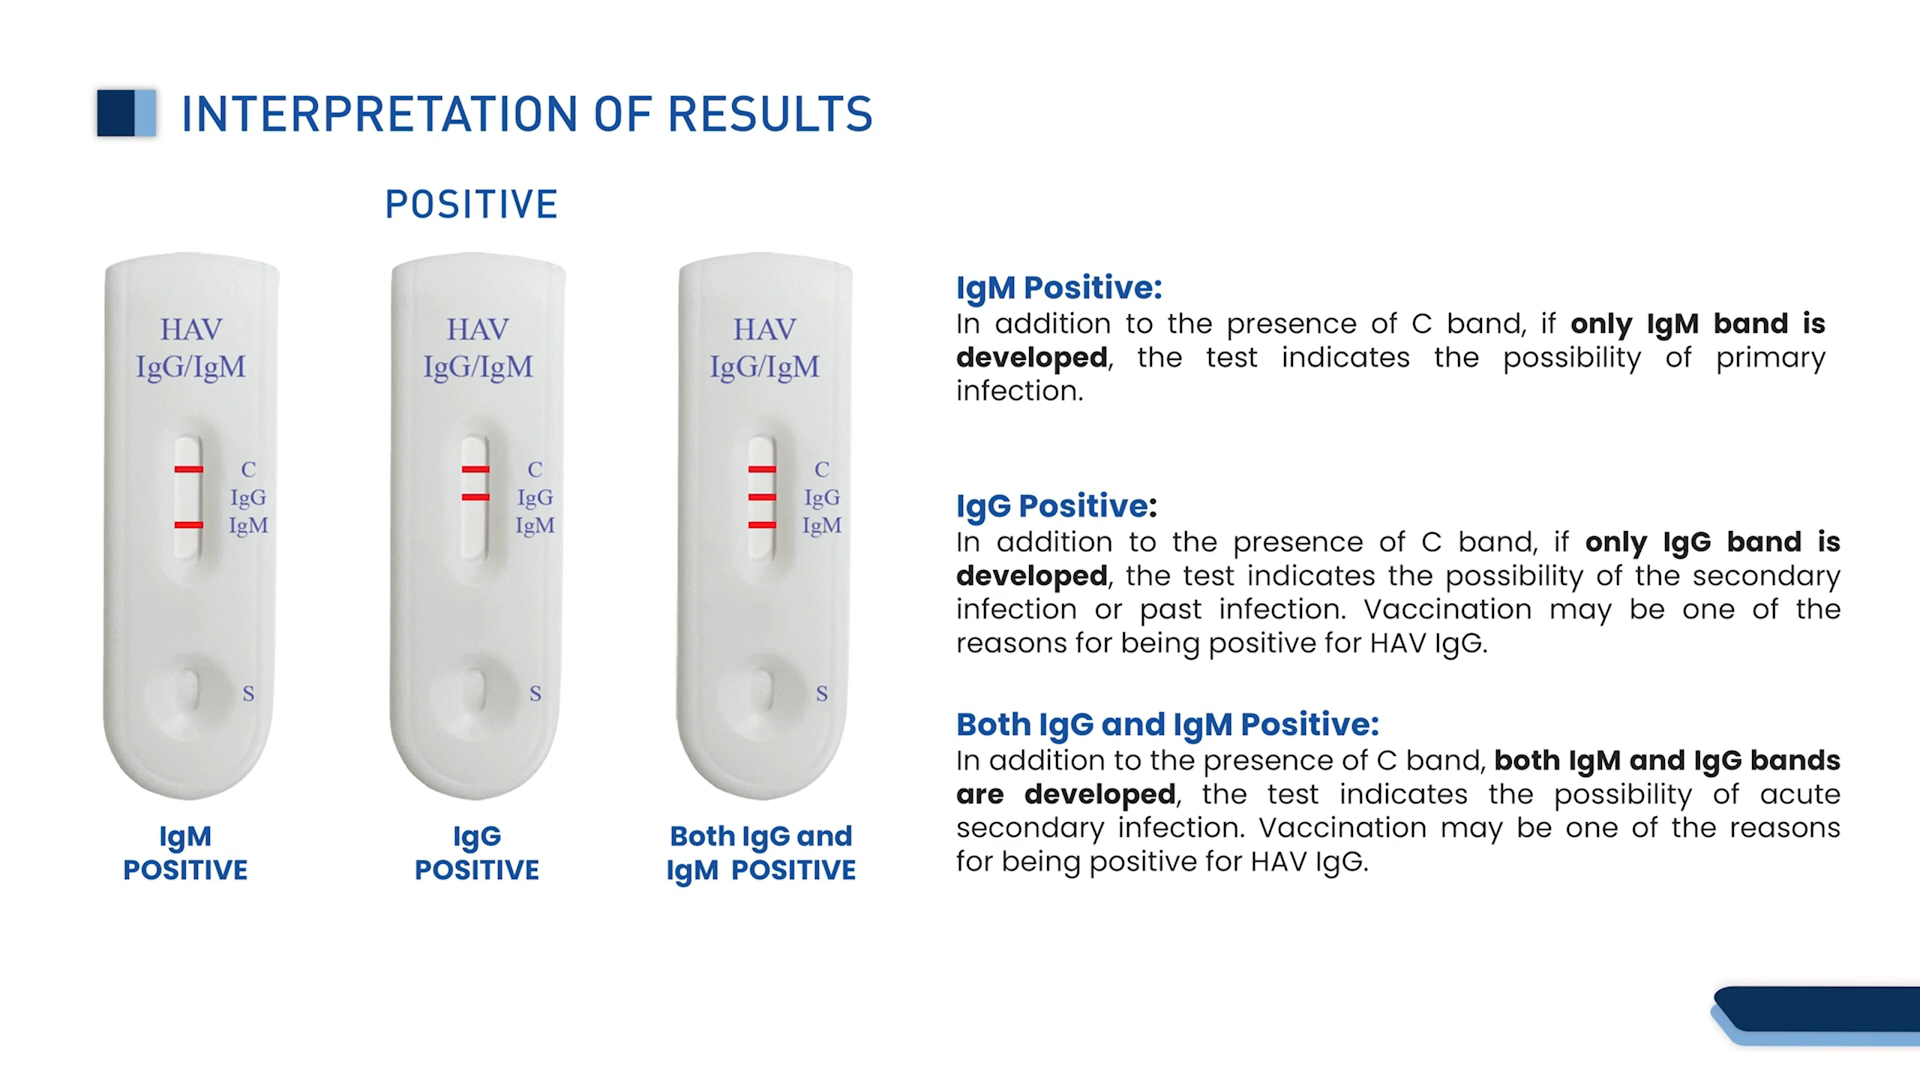 INTERPRETATION OF RESULTS
POSITIVE
HAV
IgG/IgM
C
IgG
IgM
S
IgM
POSITIVE
HAV
IgG/IgM
C
IgG
IgM
S
IgG
POSITIVE
HAV
IgG/IgM
C
IgG
IgM
S
Both IgG and
IgM POSITIVE
IgM Positive:
In addition to the presence of C band, if only IgM band is
developed, the test indicates the possibility of primary
infection.
IgG Positive:
In addition to the presence of C band, if only IgG band is
developed, the test indicates the possibility of the secondary
infection or past infection. Vaccination may be one of the
reasons for being positive for HAV IgG.
Both IgG and IgM Positive:
In addition to the presence of C band, both IgM and IgG bands
are developed, the test indicates the possibility of acute
secondary infection. Vaccination may be one of the reasons
for being positive for HAV IgG.